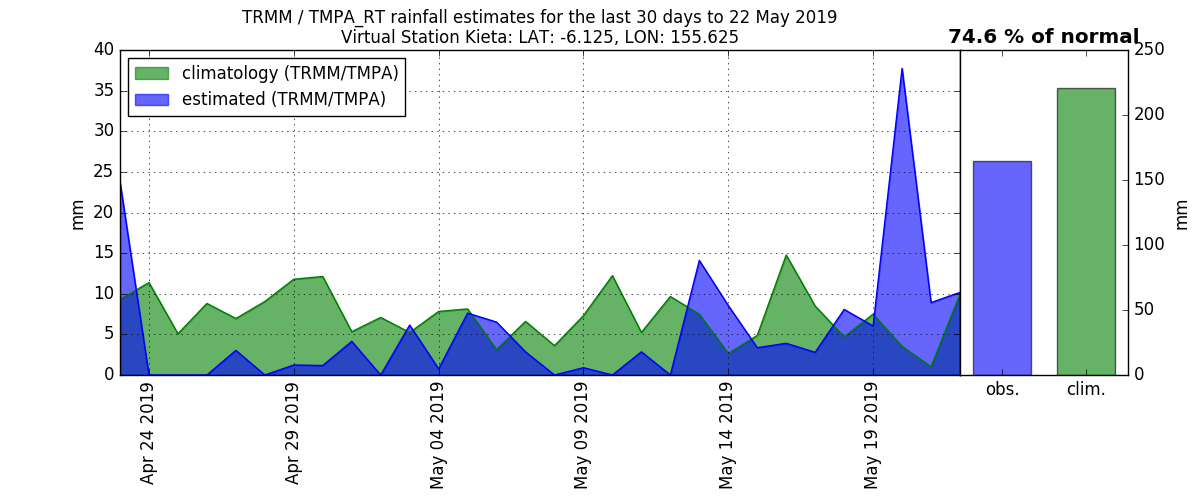 TRMM / TMPA_RT rainfall estimates for the last 30 days to 22 May 2019
Virtual Station Kieta: LAT: -6.125, LON: 155.625
74.6 % of normal
climatology (TRMM/TMPA)
estimated (TRMM/TMPA)
40
35
30
25
20
15
10
5
0
mm
Apr 24 2019
Apr 29 2019
May 04 2019
May 09 2019
May 14 2019
May 19 2019
250
200
150
100
50
0
mm
obs.
clim.